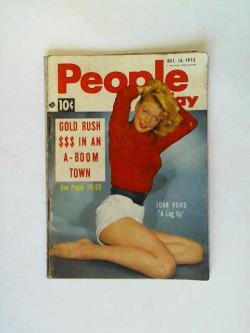 DEC. 16, 1953
People
ay
10¢
GOLD RUSH
$$$ IN AN
A-BOOM
TOWN
See Pages 20-23
JOAN VOHS
"A Leg Up"